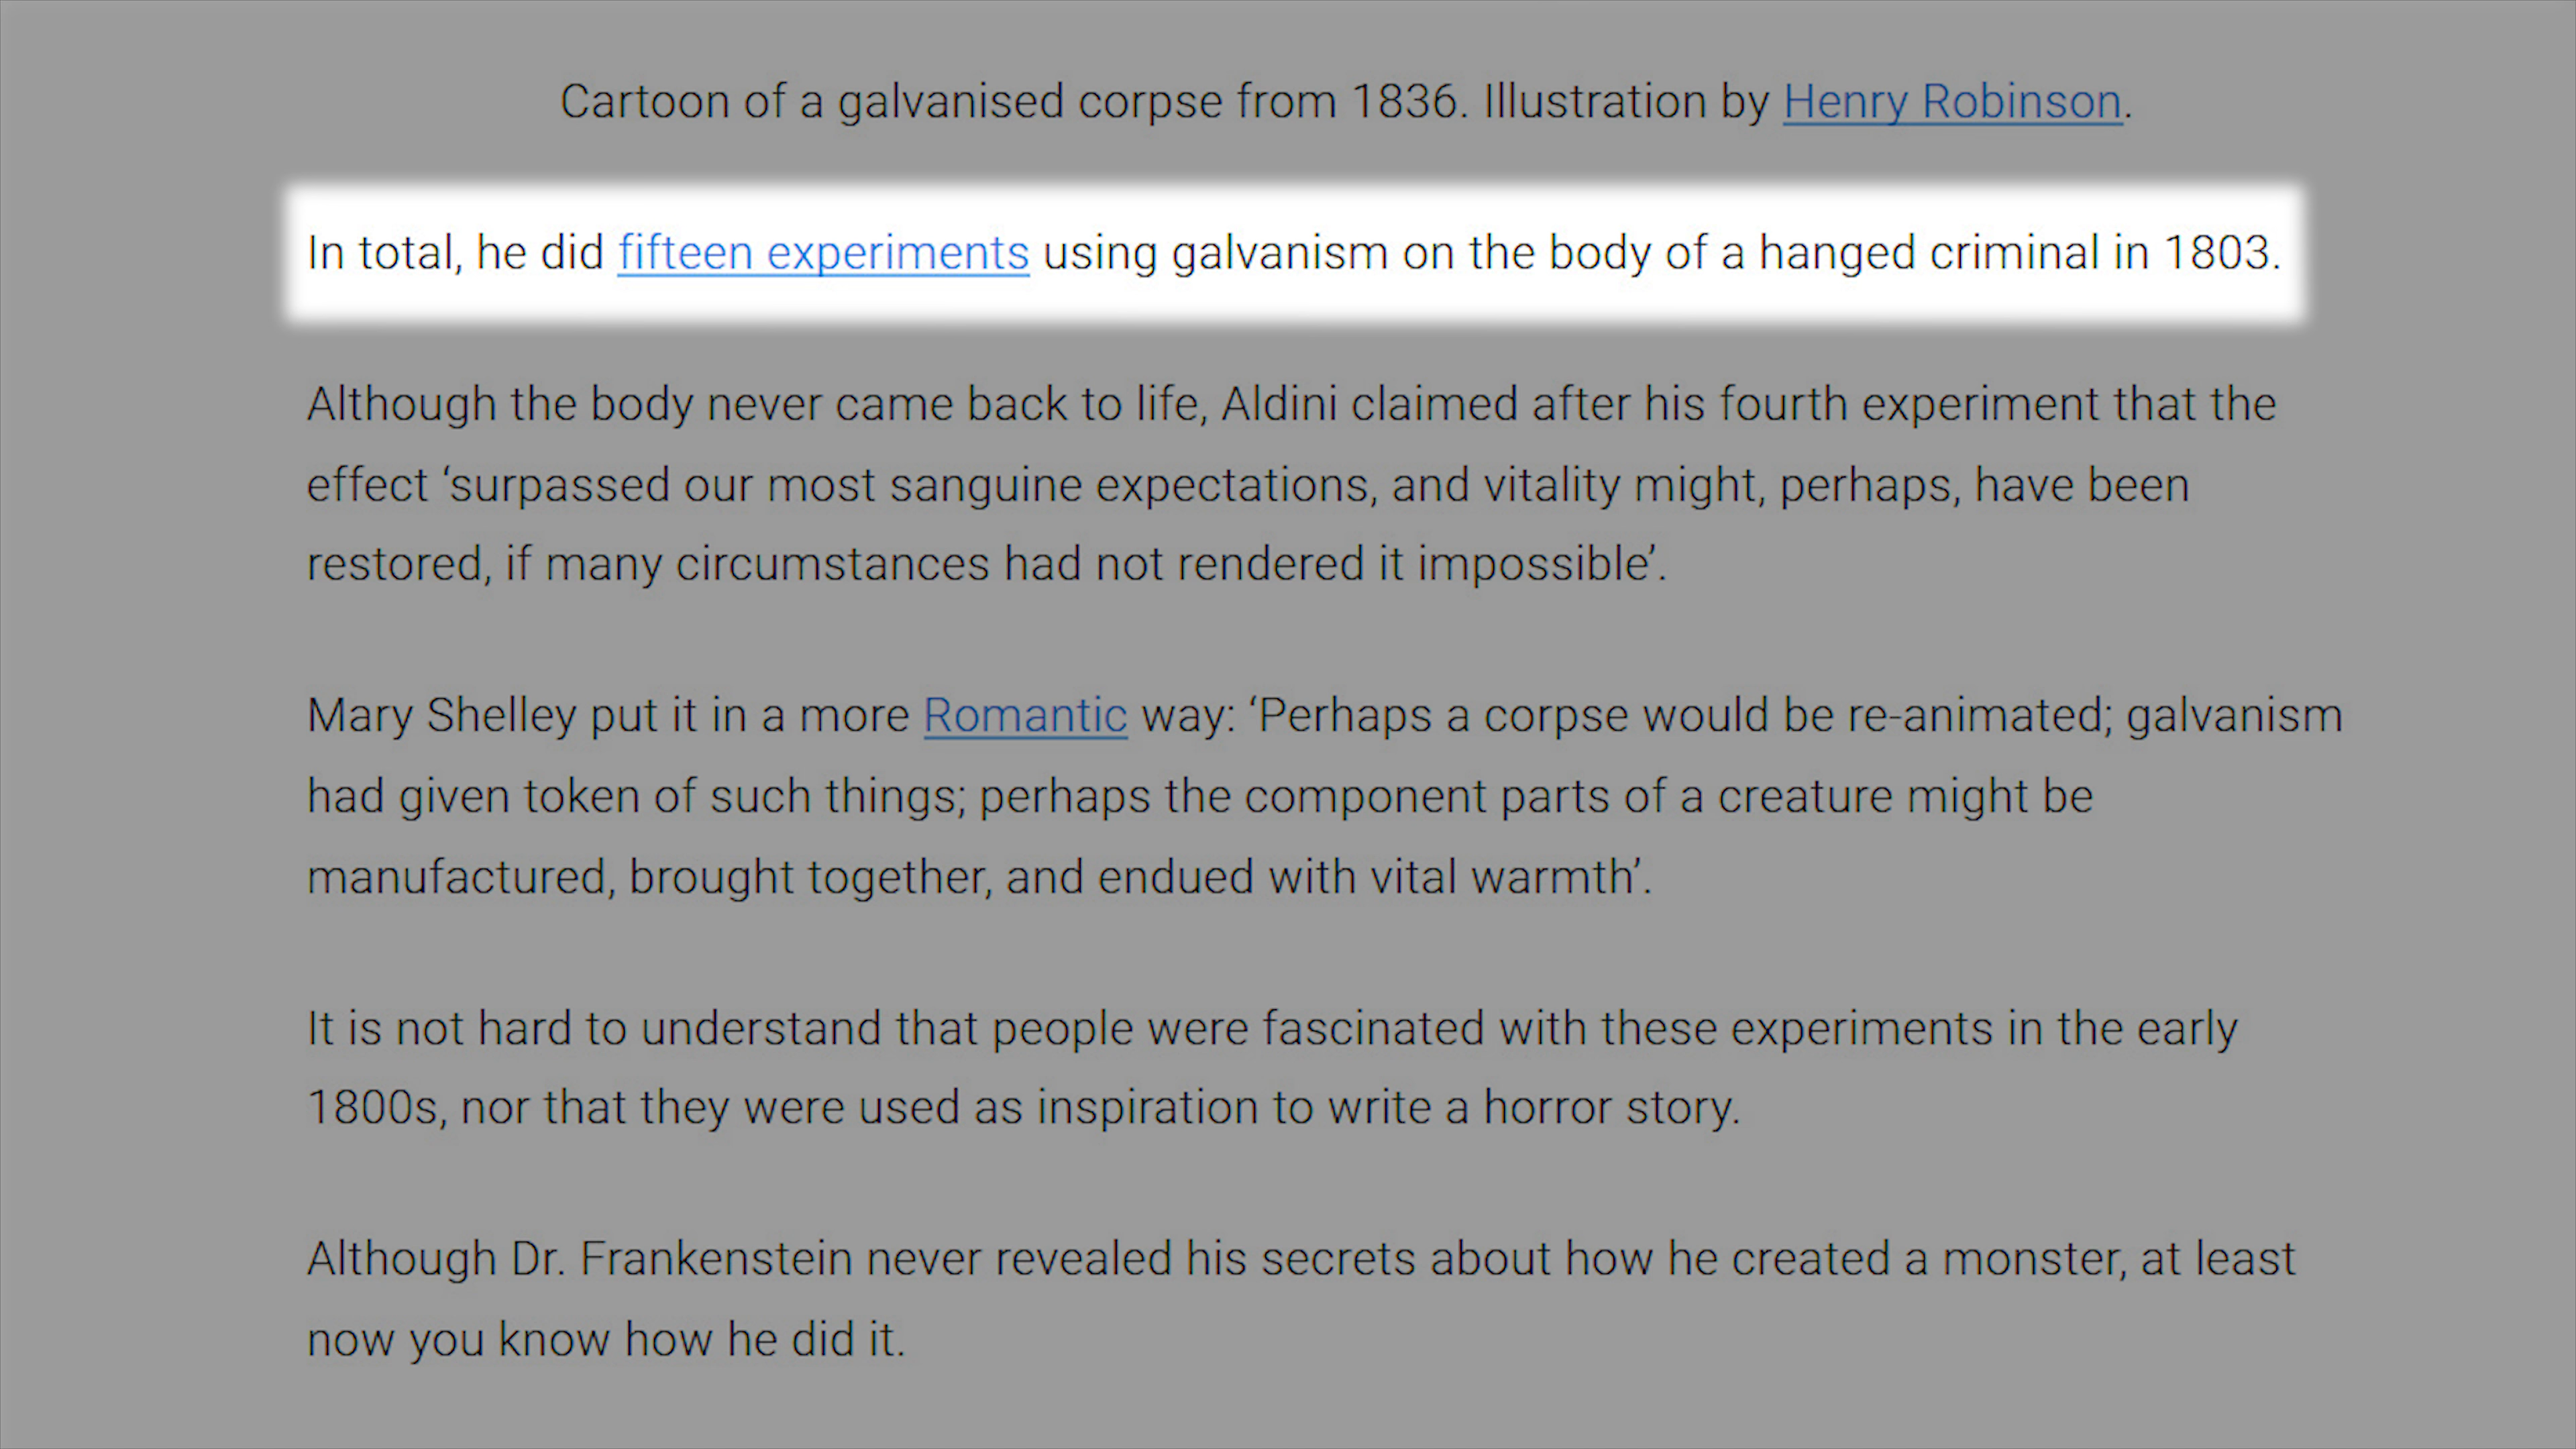 Cartoon of a galvanised corpse from 1836. Illustration by Henry Robinson.
In total, he did fifteen experiments using galvanism on the body of a hanged criminal in 1803.
Although the body never came back to life, Aldini claimed after his fourth experiment that the
effect ‘surpassed our most sanguine expectations, and vitality might, perhaps, have been
restored, if many circumstances had not rendered it impossible’.
Mary Shelley put it in a more Romantic way: ‘Perhaps a corpse would be re-animated; galvanism
had given token of such things; perhaps the component parts of a creature might be
manufactured, brought together, and endued with vital warmth’.
It is not hard to understand that people were fascinated with these experiments in the early
1800s, nor that they were used as inspiration to write a horror story.
Although Dr. Frankenstein never revealed his secrets about how he created a monster, at least
now you know how he did it.